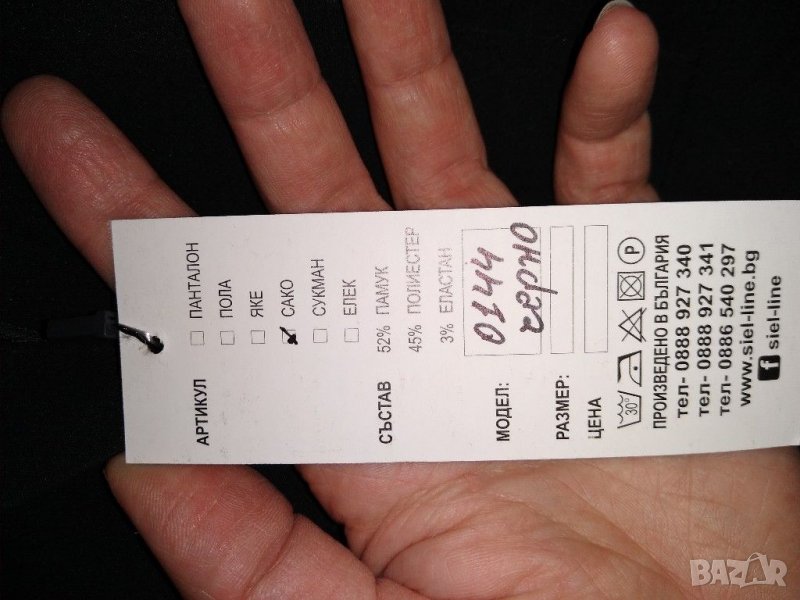 АРТИКУЛ
ПАНТАЛОН
ПОЛА
ЯКЕ
САКО
СУКМАН
ЕЛЕК
СЪСТАВ
52% ПАМУК
45% ПОЛИЕСТЕР
3% ЕЛАСТАН
МОДЕЛ: 0144
черно
РАЗМЕР:
ЦЕНА
30° P
ПРОИЗВЕДЕНО В БЪЛГАРИЯ
тел- 0888 927 340
тел- 0888 927 341
тел- 0886 540 297
www.siel-line.bg
f siel-line
BAZAR